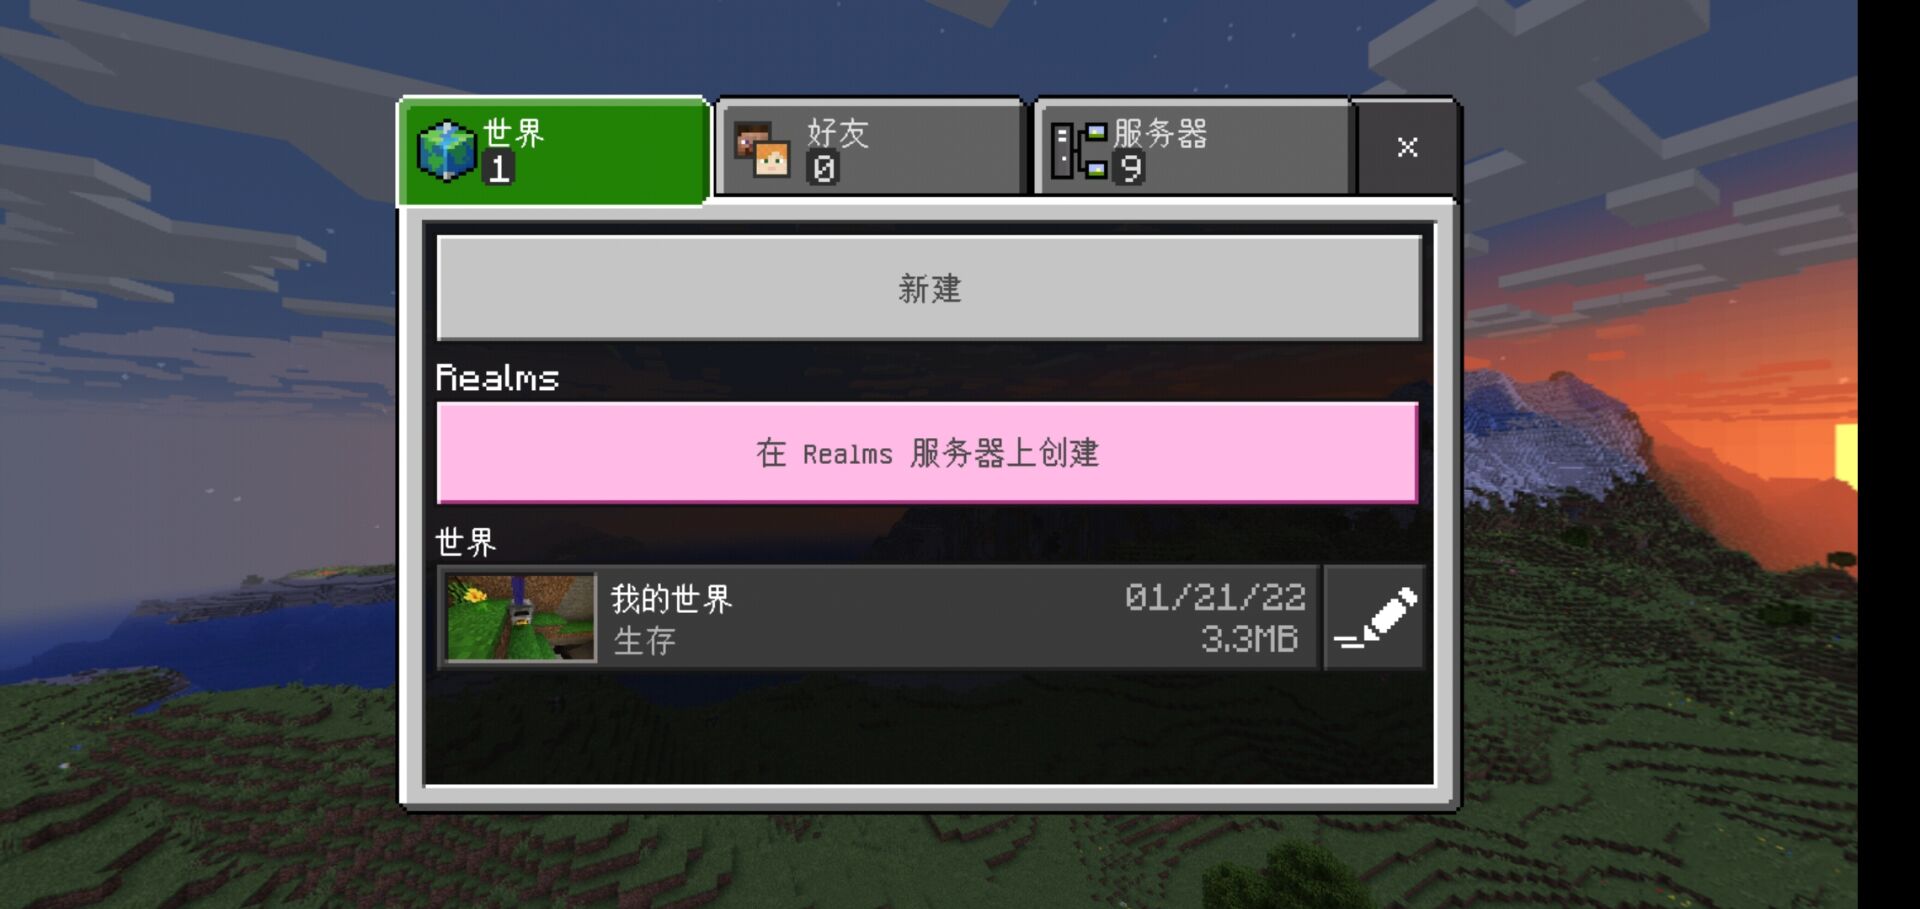 世界
1
好友
0
服务器
9
新建
Realms
在 Realms 服务器上创建
世界
我的世界
01/21/22
生存
3.3MB